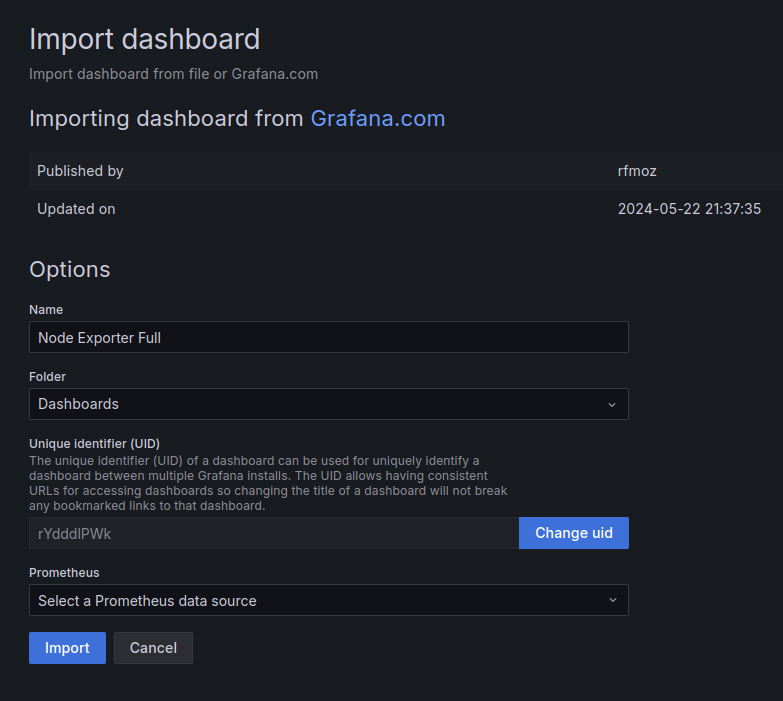 Import dashboard
Import dashboard from file or Grafana.com
Importing dashboard from Grafana.com
Published by rfmoz
Updated on 2024-05-22 21:37:35
Options
Name
Node Exporter Full
Folder
Dashboards
Unique identifier (UID)
The unique identifier (UID) of a dashboard can be used for uniquely identify a
dashboard between multiple Grafana installs. The UID allows having consistent
URLs for accessing dashboards so changing the title of a dashboard will not break
any bookmarked links to that dashboard.
rYdddlPWk Change uid
Prometheus
Select a Prometheus data source
Import Cancel